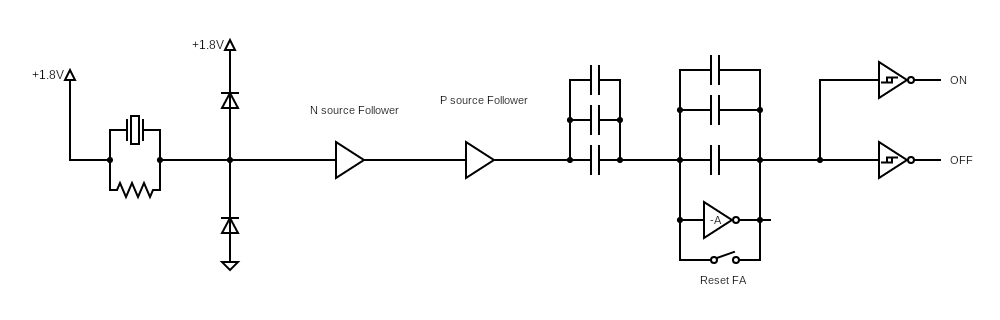 +1.8V
+1.8V
N source Follower
P source Follower
ON
OFF
-A
Reset FA